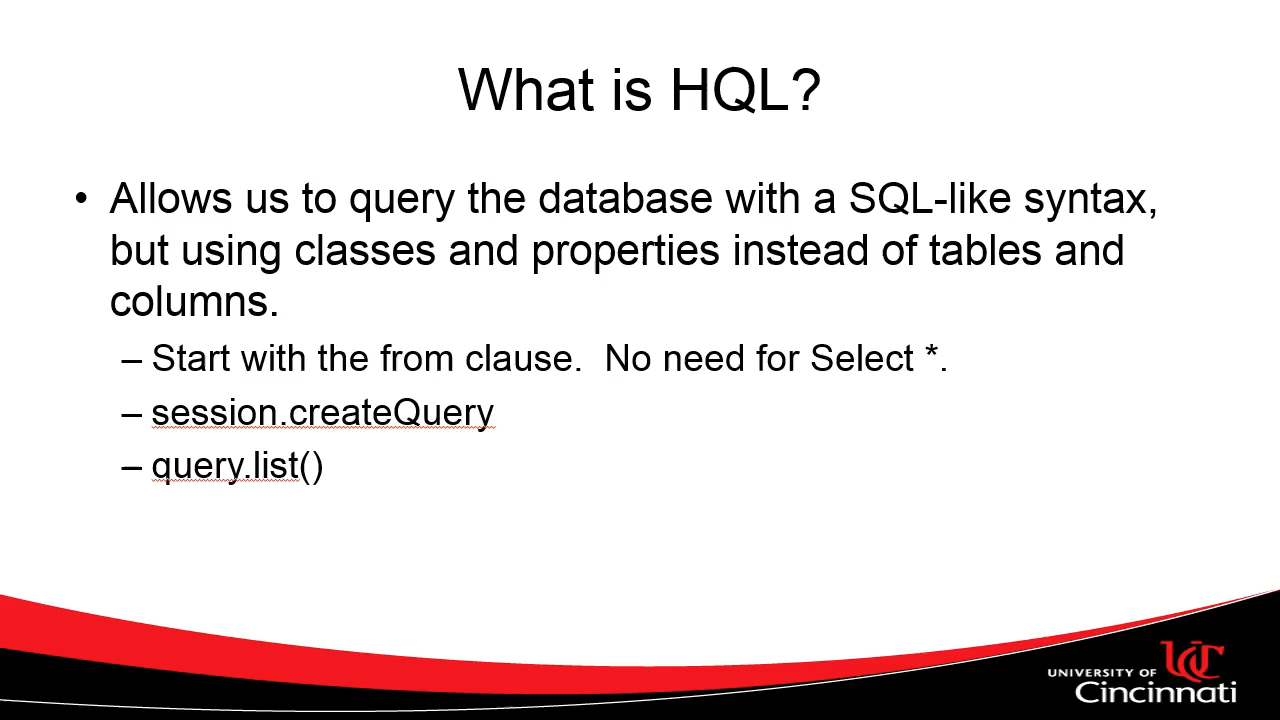 What is HQL?
• Allows us to query the database with a SQL-like syntax,
but using classes and properties instead of tables and
columns.
– Start with the from clause.  No need for Select *.
– session.createQuery
– query.list()
UC
UNIVERSITY OF
Cincinnati